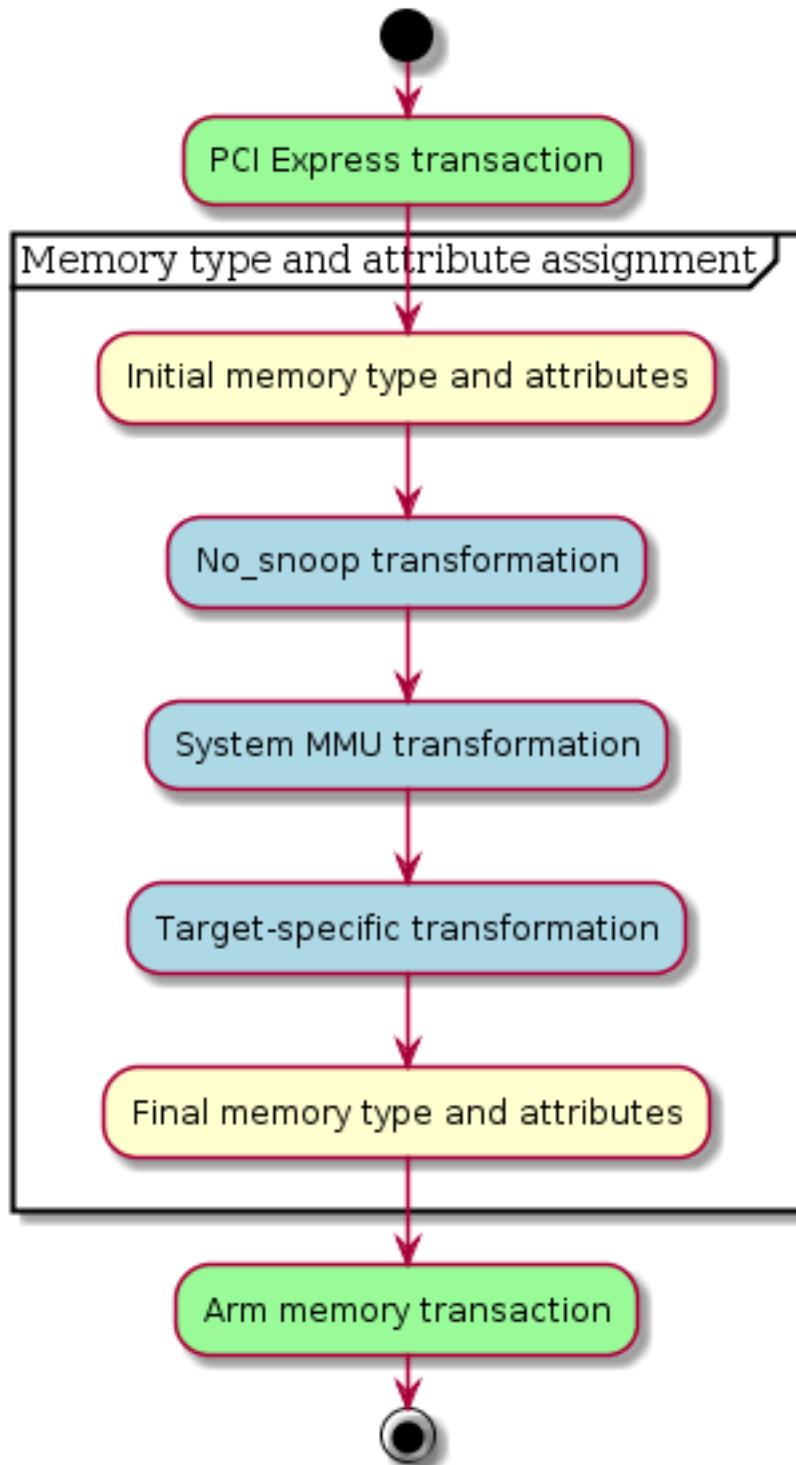 PCI Express transaction
Memory type and attribute assignment
Initial memory type and attributes
No_snoop transformation
System MMU transformation
Target-specific transformation
Final memory type and attributes
Arm memory transaction